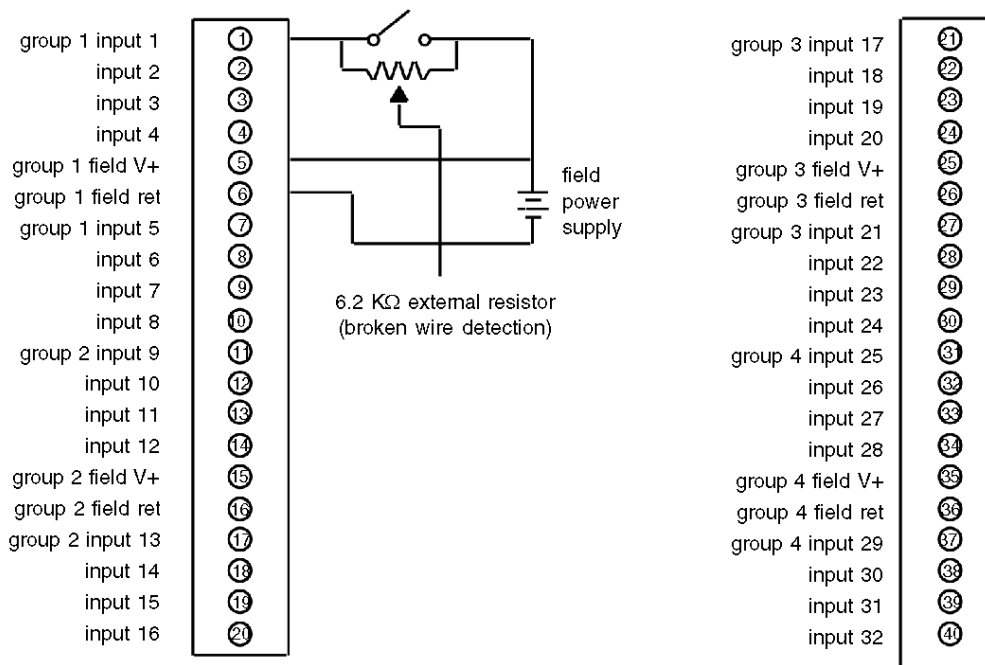 group 1 input 1 1
input 2 2
input 3 3
input 4 4
group 1 field V+ 5
group 1 field ret 6
group 1 input 5 7
input 6 8
input 7 9
input 8 10
group 2 input 9 11
input 10 12
input 11 13
input 12 14
group 2 field V+ 15
group 2 field ret 16
group 2 input 13 17
input 14 18
input 15 19
input 16 20
field
power
supply
6.2 KΩ external resistor
(broken wire detection)
group 3 input 17 21
input 18 22
input 19 23
input 20 24
group 3 field V+ 25
group 3 field ret 26
group 3 input 21 27
input 22 28
input 23 29
input 24 30
group 4 input 25 31
input 26 32
input 27 33
input 28 34
group 4 field V+ 35
group 4 field ret 36
group 4 input 29 37
input 30 38
input 31 39
input 32 40